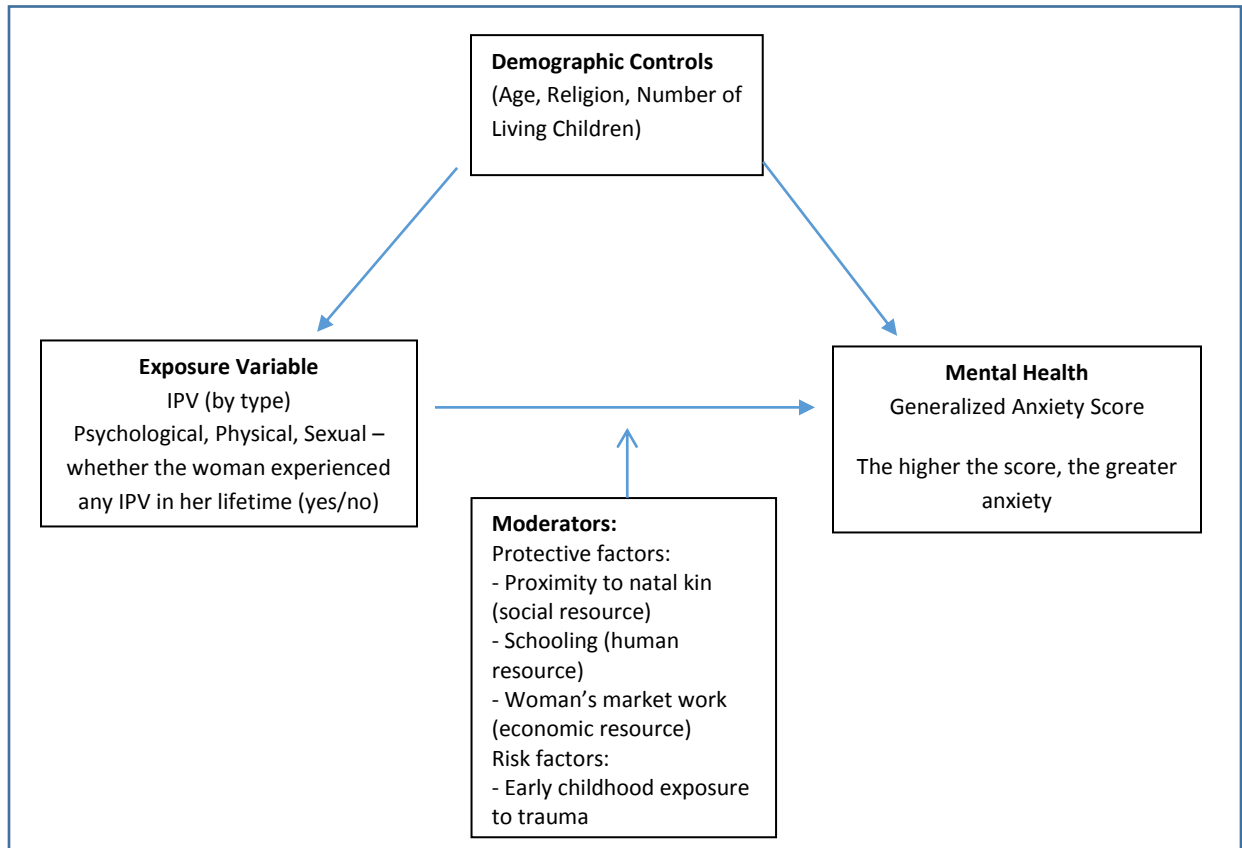 Demographic Controls
(Age, Religion, Number of
Living Children)
Exposure Variable
IPV (by type)
Psychological, Physical, Sexual –
whether the woman experienced
any IPV in her lifetime (yes/no)
Mental Health
Generalized Anxiety Score
The higher the score, the greater
anxiety
Moderators:
Protective factors:
- Proximity to natal kin
(social resource)
- Schooling (human
resource)
- Woman’s market work
(economic resource)
Risk factors:
- Early childhood exposure
to trauma